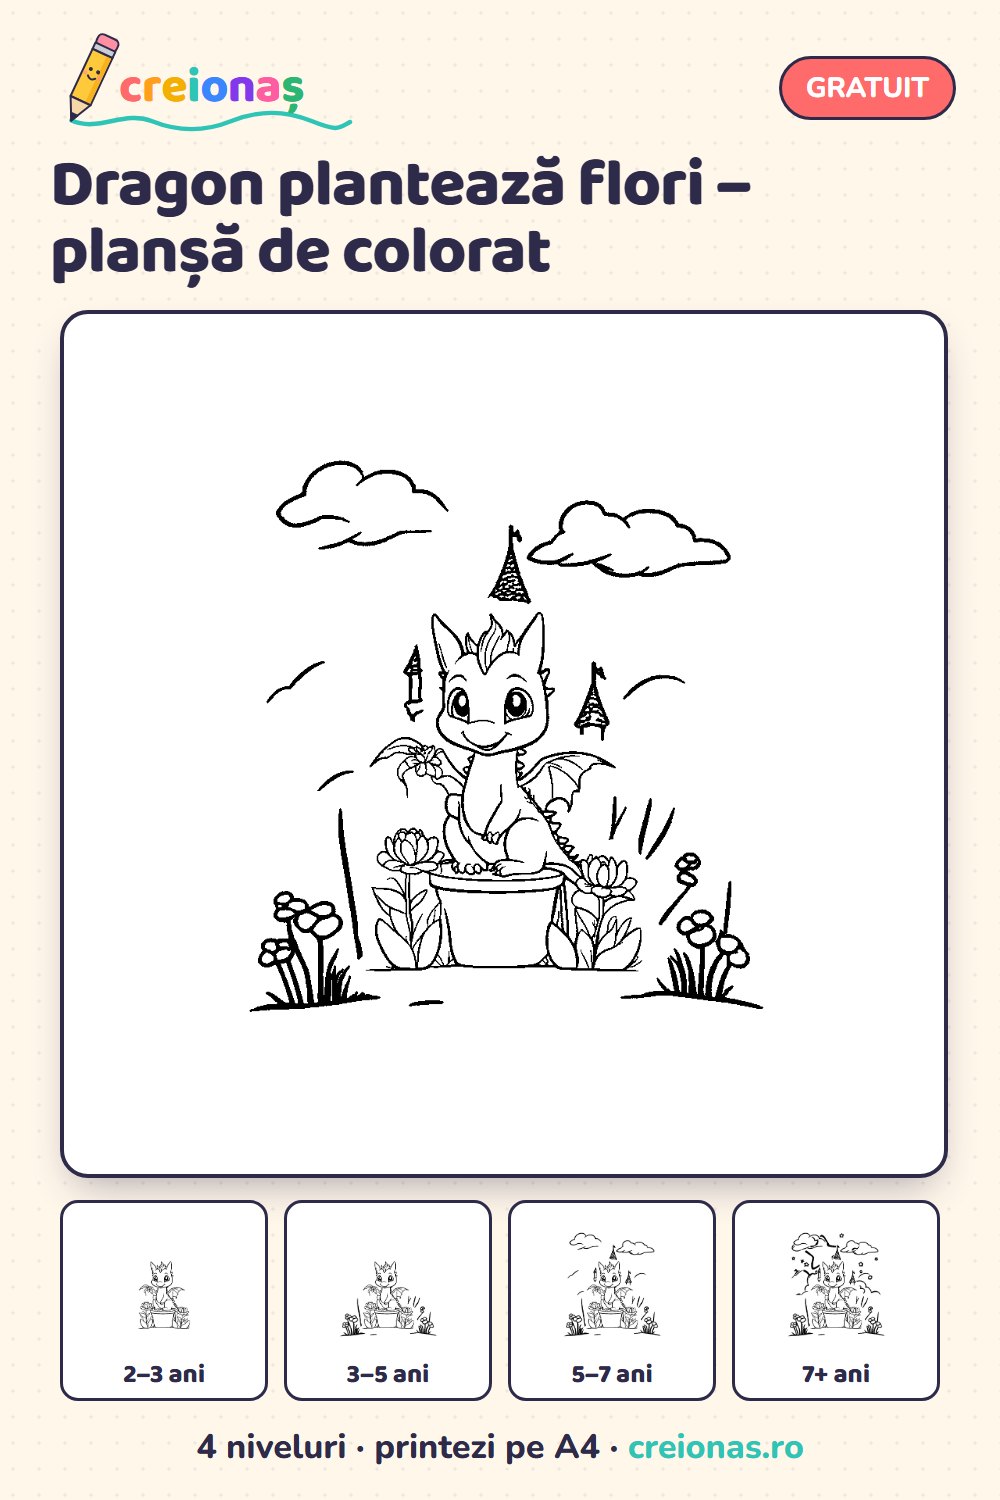 creionaș
GRATUIT
Dragon plantează flori –
planșă de colorat
2–3 ani
3–5 ani
5–7 ani
7+ ani
4 niveluri · printezi pe A4 · creionas.ro